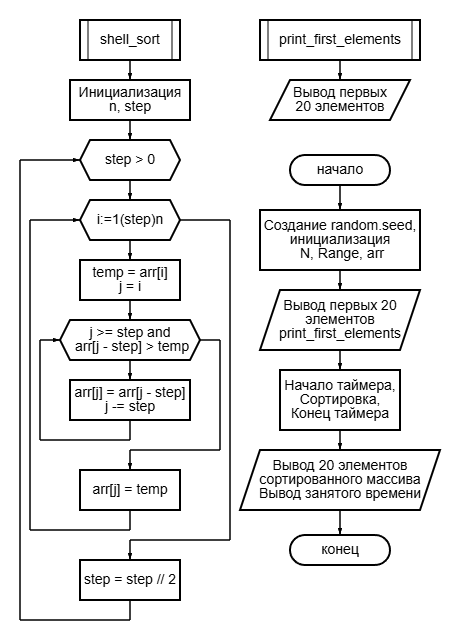 shell_sort
Инициализация
n, step
step > 0
i:=1(step)n
temp = arr[i]
j = i
j >= step and
arr[j - step] > temp
arr[j] = arr[j - step]
j -= step
arr[j] = temp
step = step // 2
print_first_elements
Вывод первых
20 элементов
начало
Создание random.seed,
инициализация
N, Range, arr
Вывод первых 20
элементов
print_first_elements
Начало таймера,
Сортировка,
Конец таймера
Вывод 20 элементов
сортированного массива
Вывод занятого времени
конец